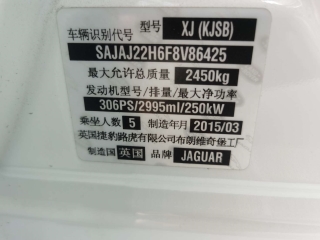 车辆识别代号 型号 XJ (KJSB)
SAJAJ22H6F8V86425
最大允许总质量 2450kg
发动机型号/排量/最大净功率
306PS/2995ml/250kW
乘坐人数 5 制造年月 2015/03
英国捷豹路虎有限公司布朗维奇堡工厂
制造国 英国 品牌 JAGUAR